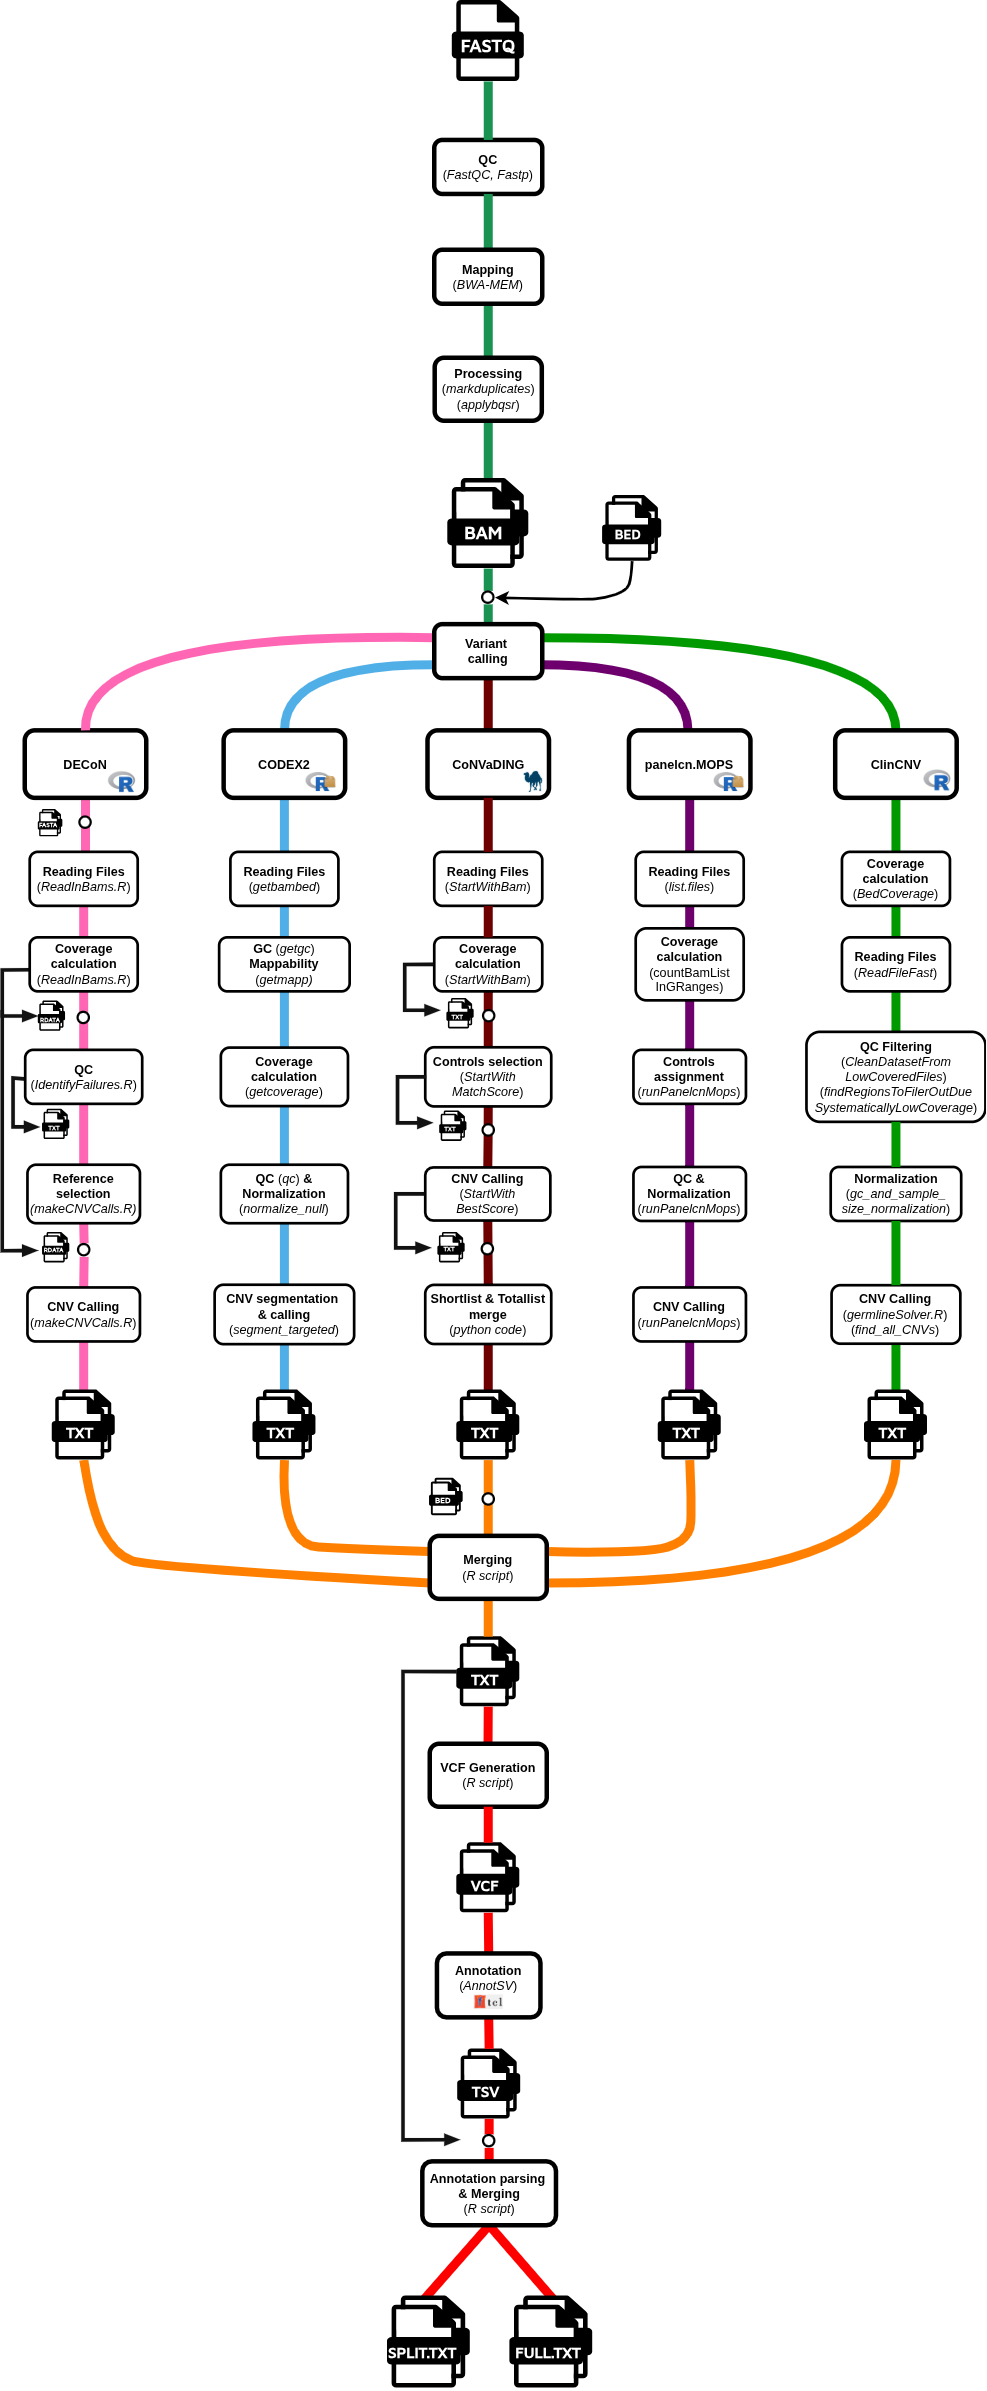 FASTQ
QC
(FastQC, Fastp)
Mapping
(BWA-MEM)
Processing
(markduplicates)
(applybqsr)
BAM
BED
Variant
calling
DECoN
R
CODEX2
R
CoNVaDING
panelcn.MOPS
R
ClinCNV
R
FASTA
Reading Files
(ReadInBams.R)
Coverage
calculation
(ReadInBams.R)
RDATA
QC
(IdentifyFailures.R)
TXT
Reference
selection
(makeCNVCalls.R)
RDATA
CNV Calling
(makeCNVCalls.R)
TXT
Reading Files
(getbambed)
GC (getgc)
Mappability
(getmapp)
Coverage
calculation
(getcoverage)
QC (qc) &
Normalization
(normalize_null)
CNV segmentation
& calling
(segment_targeted)
TXT
Reading Files
(StartWithBam)
Coverage
calculation
(StartWithBam)
TXT
Controls selection
(StartWith
MatchScore)
TXT
CNV Calling
(StartWith
BestScore)
TXT
Shortlist & Totallist
merge
(python code)
TXT
Reading Files
(list.files)
Coverage
calculation
(countBamList
InGRanges)
Controls
assignment
(runPanelcnMops)
QC &
Normalization
(runPanelcnMops)
CNV Calling
(runPanelcnMops)
TXT
Coverage
calculation
(BedCoverage)
Reading Files
(ReadFileFast)
QC Filtering
(CleanDatasetFrom
LowCoveredFiles)
(findRegionsToFilerOutDue
SystematicallyLowCoverage)
Normalization
(gc_and_sample_
size_normalization)
CNV Calling
(germlineSolver.R)
(find_all_CNVs)
TXT
BED
Merging
(R script)
TXT
VCF Generation
(R script)
VCF
Annotation
(AnnotSV)
tcl
TSV
Annotation parsing
& Merging
(R script)
SPLIT.TXT
FULL.TXT